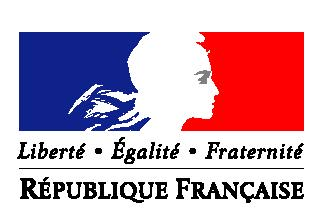 Liberté • Égalité • Fraternité
RÉPUBLIQUE FRANÇAISE